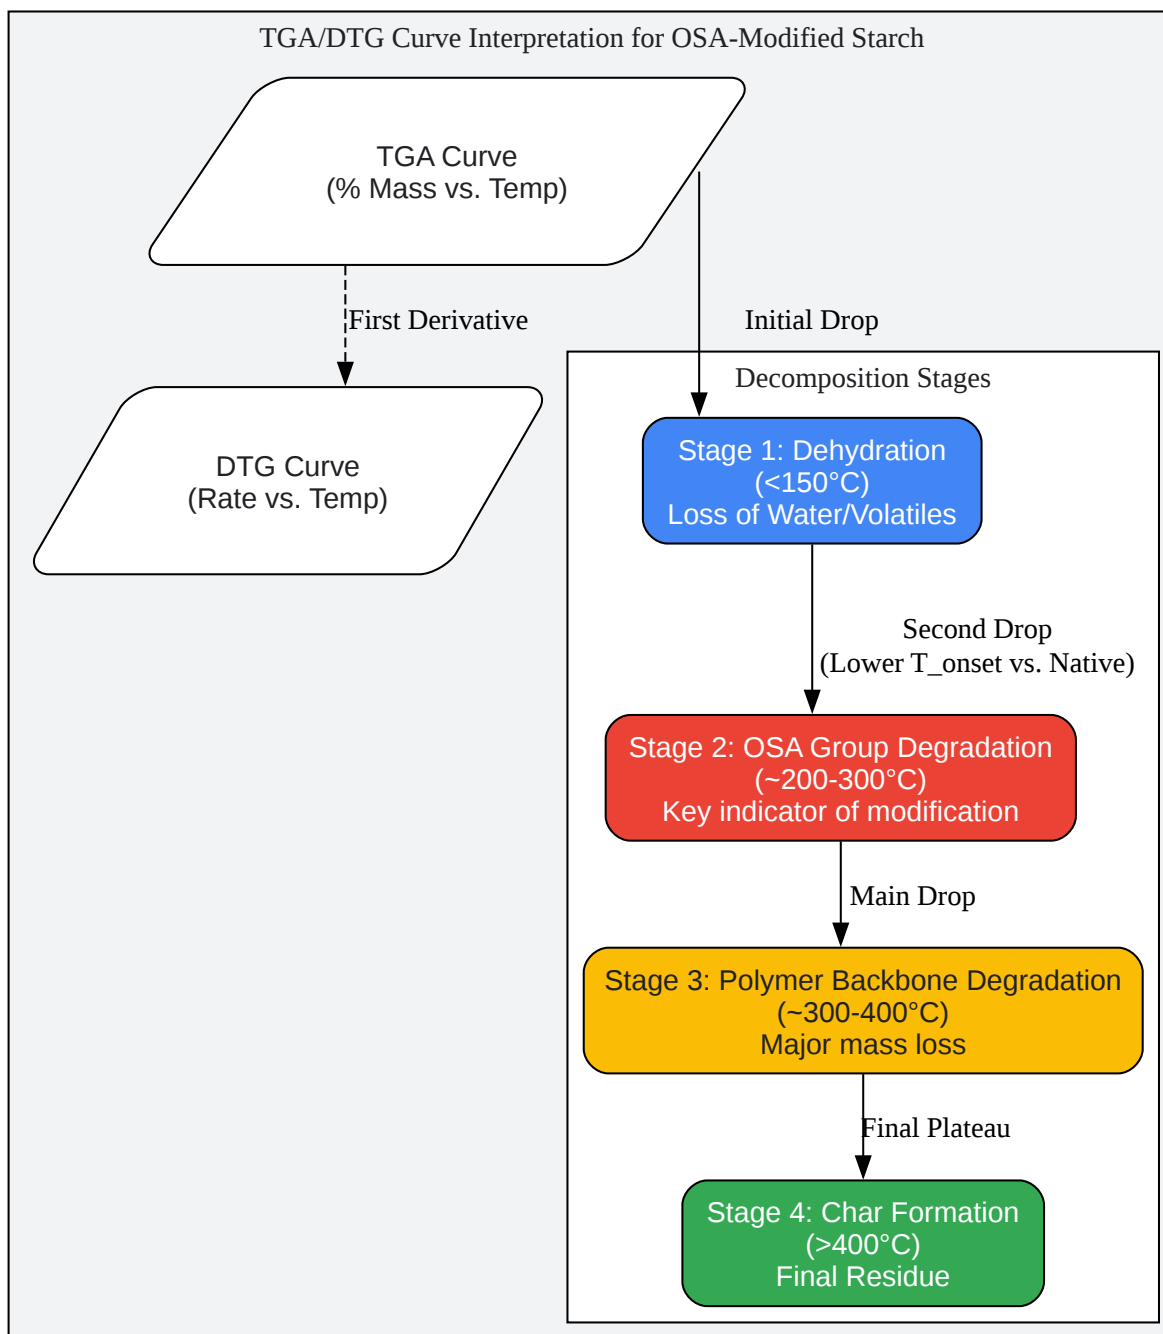 TGA/DTG Curve Interpretation for OSA-Modified Starch
TGA Curve
(% Mass vs. Temp)
First Derivative
Initial Drop
DTG Curve
(Rate vs. Temp)
Decomposition Stages
Stage 1: Dehydration
(<150°C)
Loss of Water/Volatiles
Second Drop
(Lower T_onset vs. Native)
Stage 2: OSA Group Degradation
(~200-300°C)
Key indicator of modification
Main Drop
Stage 3: Polymer Backbone Degradation
(~300-400°C)
Major mass loss
Final Plateau
Stage 4: Char Formation
(>400°C)
Final Residue